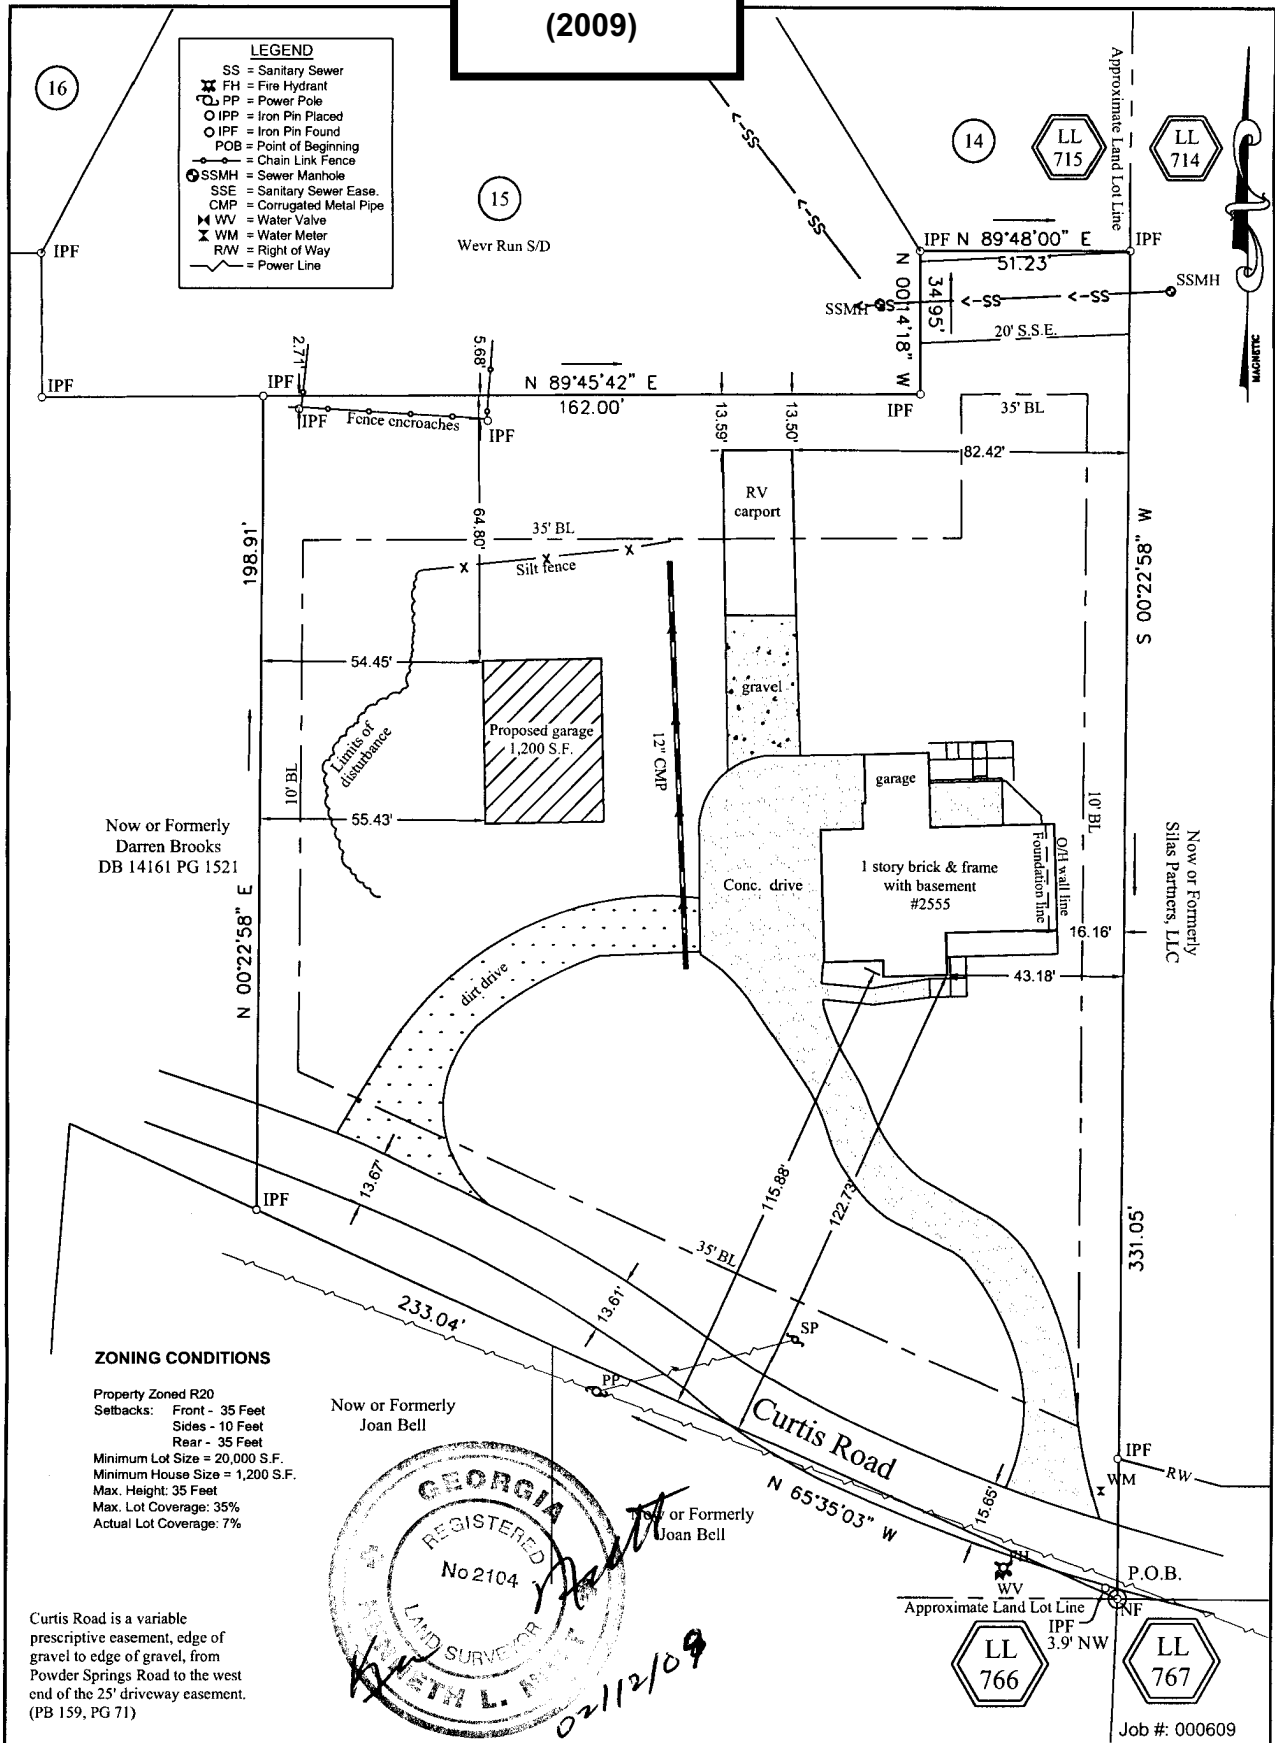 (2009)
LEGEND
SS = Sanitary Sewer
FH = Fire Hydrant
PP = Power Pole
IPP = Iron Pin Placed
IPF = Iron Pin Found
POB = Point of Beginning
= Chain Link Fence
SSMH = Sewer Manhole
SSE = Sanitary Sewer Ease.
CMP = Corrugated Metal Pipe
WV = Water Valve
WM = Water Meter
R/W = Right of Way
= Power Line
16
15
Wevr Run S/D
14
LL
715
LL
714
Approximate Land Lot Line
MAGNETIC
<-SS
<-SS
IPF
IPF N 89°48'00" E
51.23'
IPF
N 00°14'18" W
34.95'
SSMH
<-SS
<-SS
SSMH
20' S.S.E.
IPF
IPF
2.71'
5.68'
N 89°45'42" E
162.00'
IPF
IPF
Fence encroaches
IPF
13.59'
13.50'
35' BL
82.42'
RV
carport
198.91'
64.80'
35' BL
Silt fence
S 00°22'58" W
54.45'
gravel
Proposed garage
1,200 S.F.
Limits of
disturbance
12" CMP
garage
10' BL
10' BL
55.43'
Now or Formerly
Darren Brooks
DB 14161 PG 1521
Conc. drive
1 story brick & frame
with basement
#2555
Foundation line
O/H wall line
Now or Formerly
Silas Partners, LLC
16.16'
43.18'
N 00°22'58" E
dirt drive
13.67'
115.88'
122.73'
IPF
331.05'
35' BL
13.61'
233.04'
SP
PP
ZONING CONDITIONS
Property Zoned R20
Setbacks: Front - 35 Feet
Sides - 10 Feet
Rear - 35 Feet
Minimum Lot Size = 20,000 S.F.
Minimum House Size = 1,200 S.F.
Max. Height: 35 Feet
Max. Lot Coverage: 35%
Actual Lot Coverage: 7%
Now or Formerly
Joan Bell
Curtis Road
N 65°35'03" W
15.65'
IPF
RW
WM
GEORGIA
REGISTERED
No 2104
LAND SURVEYOR
KENNETH L.
02/12/09
Now or Formerly
Joan Bell
FH
WV
P.O.B.
Approximate Land Lot Line
NF
IPF
3.9' NW
LL
766
LL
767
Curtis Road is a variable
prescriptive easement, edge of
gravel to edge of gravel, from
Powder Springs Road to the west
end of the 25' driveway easement.
(PB 159, PG 71)
Job #: 000609